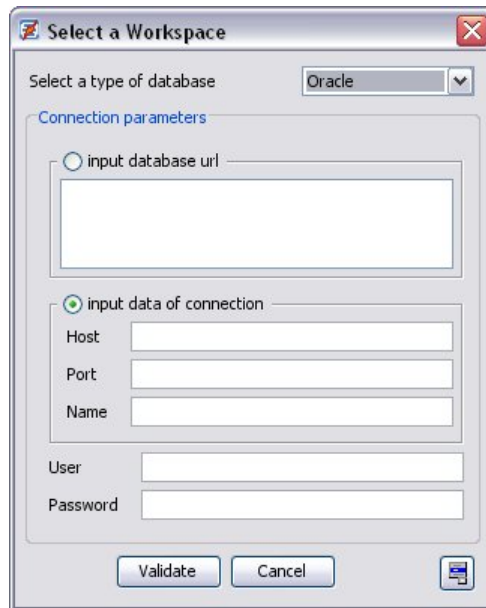 Select a Workspace
Select a type of database Oracle
Connection parameters
input database url
input data of connection
Host
Port
Name
User
Password
Validate Cancel